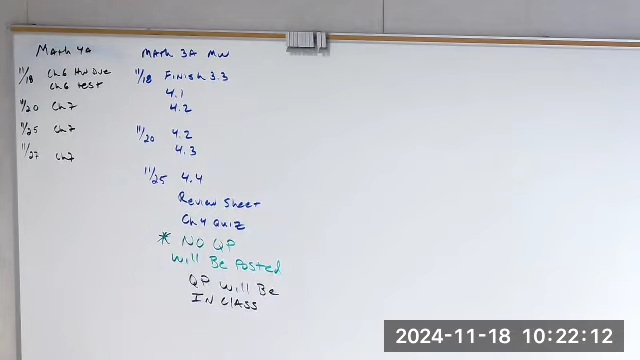 Math 4A
11/18 Ch6 HW Due
Ch6 test
11/20 Ch7
11/25 Ch7
11/27 Ch7
Math 3A MW
11/18 Finish 3.3
4.1
4.2
11/20 4.2
4.3
11/25 4.4
Review Sheet
Ch4 Quiz
* NO QP
Will Be Posted
QP Will Be
IN Class
2024-11-18 10:22:12